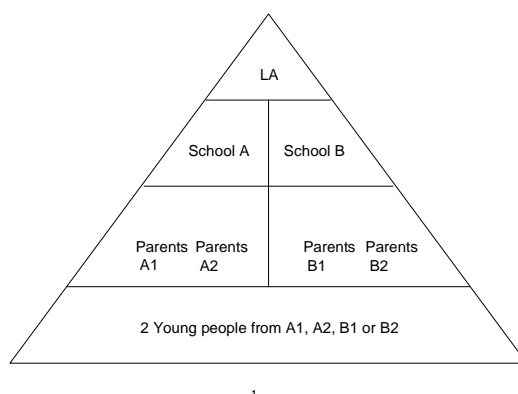 LA
School A School B
Parents Parents Parents Parents
A1 A2 B1 B2
2 Young people from A1, A2, B1 or B2
1